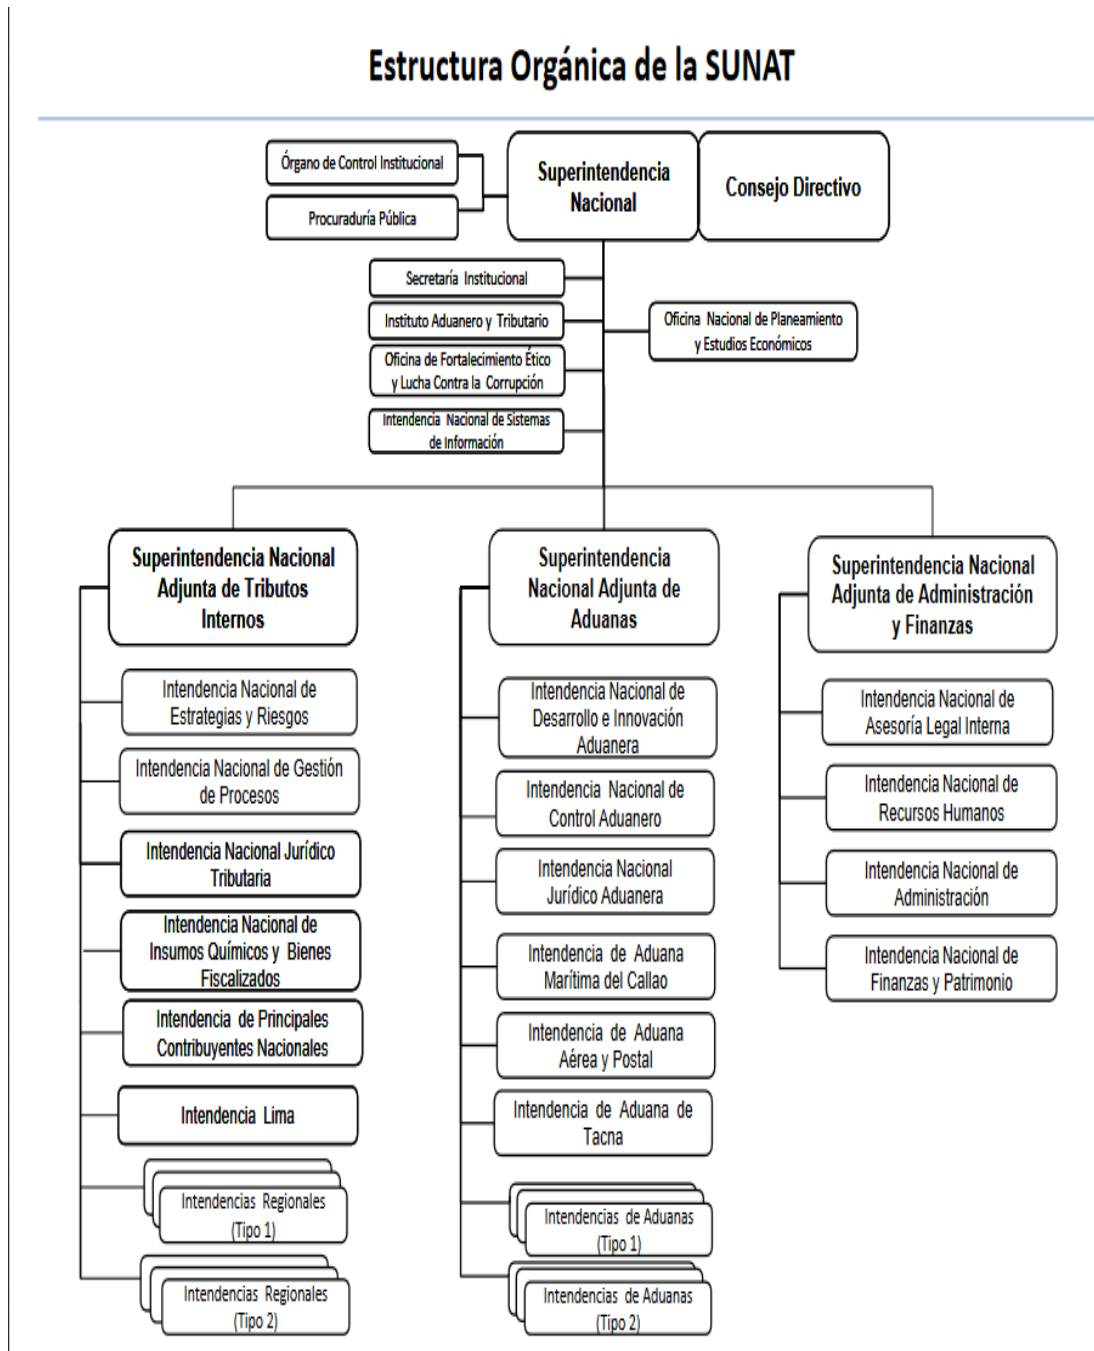 Estructura Orgánica de la SUNAT
Órgano de Control Institucional
Procuraduría Pública
Superintendencia
Nacional
Consejo Directivo
Secretaría Institucional
Instituto Aduanero y Tributario
Oficina de Fortalecimiento Ético
y Lucha Contra la Corrupción
Intendencia Nacional de Sistemas
de Información
Oficina Nacional de Planeamiento
y Estudios Económicos
Superintendencia Nacional
Adjunta de Tributos
Internos
Intendencia Nacional de
Estrategias y Riesgos
Intendencia Nacional de Gestión
de Procesos
Intendencia Nacional Jurídico
Tributaria
Intendencia Nacional de
Insumos Químicos y Bienes
Fiscalizados
Intendencia de Principales
Contribuyentes Nacionales
Intendencia Lima
Intendencias Regionales
(Tipo 1)
Intendencias Regionales
(Tipo 2)
Superintendencia
Nacional Adjunta de
Aduanas
Intendencia Nacional de
Desarrollo e Innovación
Aduanera
Intendencia Nacional de
Control Aduanero
Intendencia Nacional
Jurídico Aduanera
Intendencia de Aduana
Marítima del Callao
Intendencia de Aduana
Aérea y Postal
Intendencia de Aduana de
Tacna
Intendencias de Aduanas
(Tipo 1)
Intendencias de Aduanas
(Tipo 2)
Superintendencia Nacional
Adjunta de Administración
y Finanzas
Intendencia Nacional de
Asesoría Legal Interna
Intendencia Nacional de
Recursos Humanos
Intendencia Nacional de
Administración
Intendencia Nacional de
Finanzas y Patrimonio